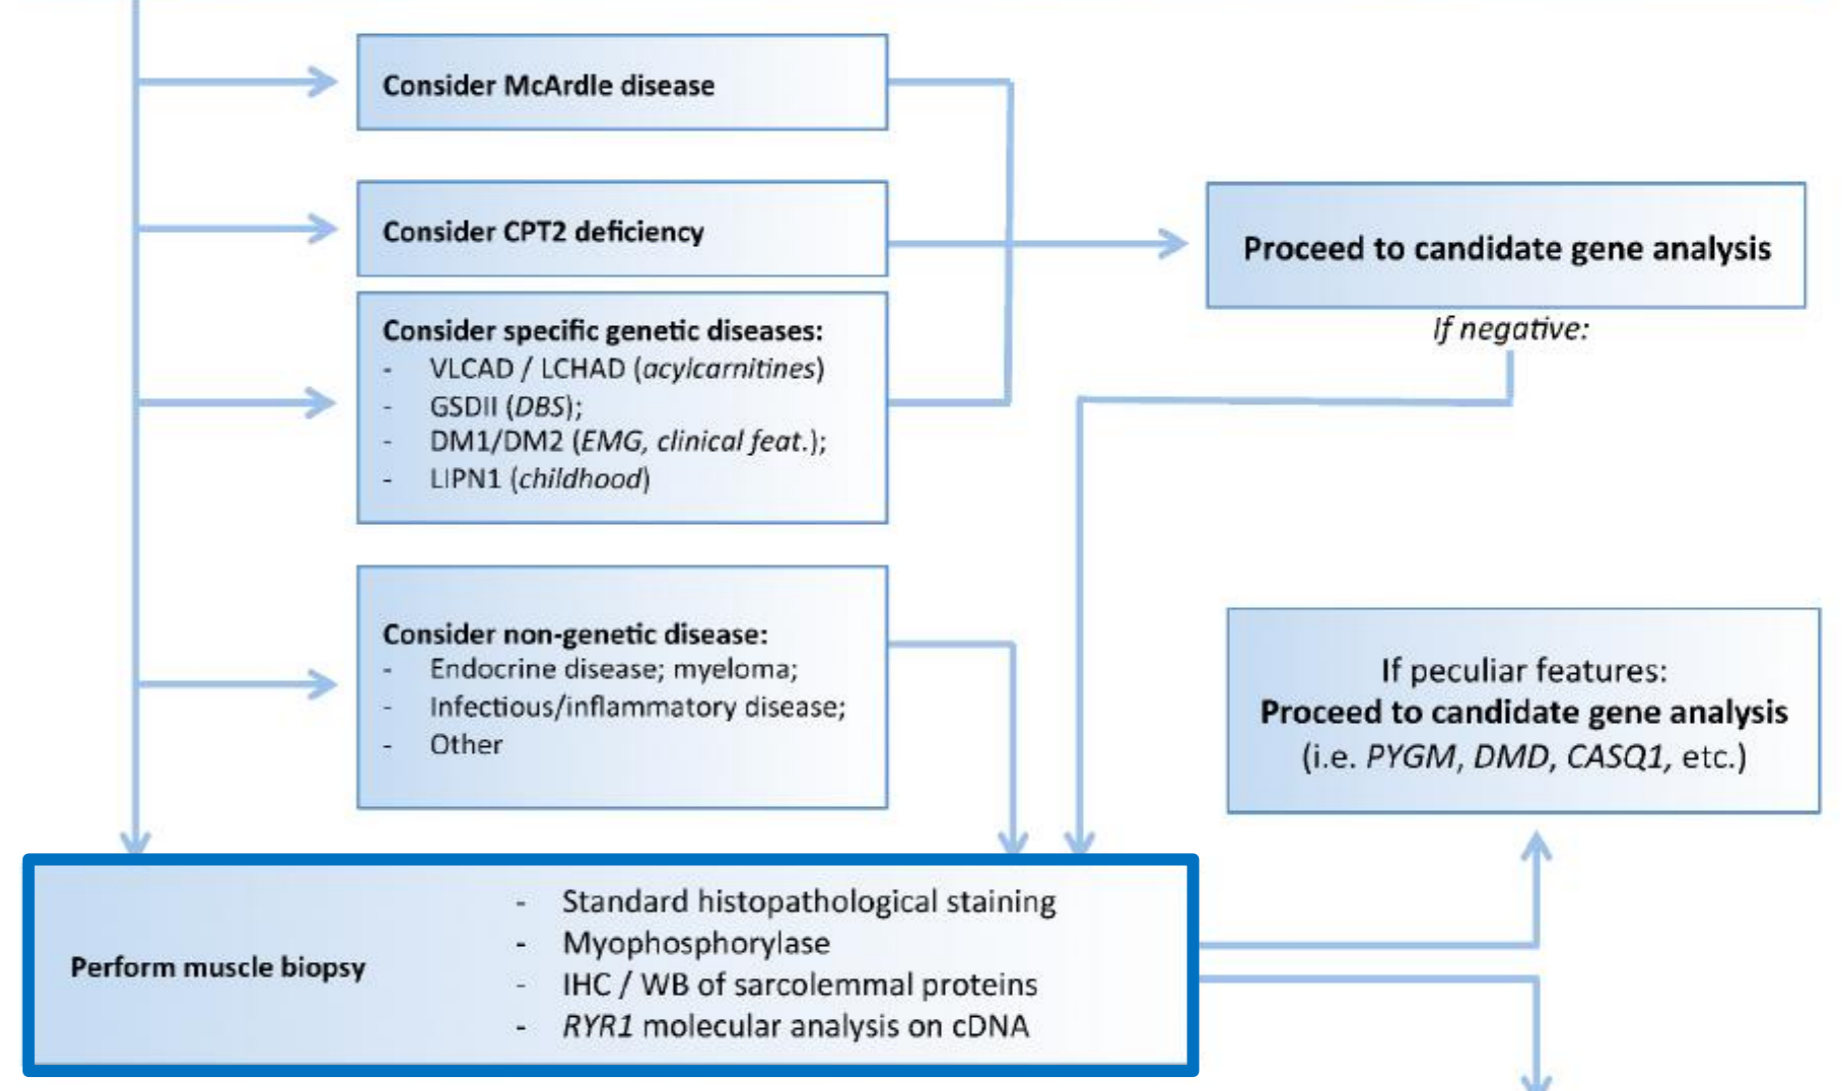 Consider McArdle disease
Consider CPT2 deficiency
Consider specific genetic diseases:
- VLCAD / LCHAD (acylcarnitines)
- GSDII (DBS);
- DM1/DM2 (EMG, clinical feat.);
- LIPN1 (childhood)
Proceed to candidate gene analysis
If negative:
Consider non-genetic disease:
- Endocrine disease; myeloma;
- Infectious/inflammatory disease;
- Other
If peculiar features:
Proceed to candidate gene analysis
(i.e. PYGM, DMD, CASQ1, etc.)
Perform muscle biopsy
- Standard histopathological staining
- Myophosphorylase
- IHC / WB of sarcolemmal proteins
- RYR1 molecular analysis on cDNA